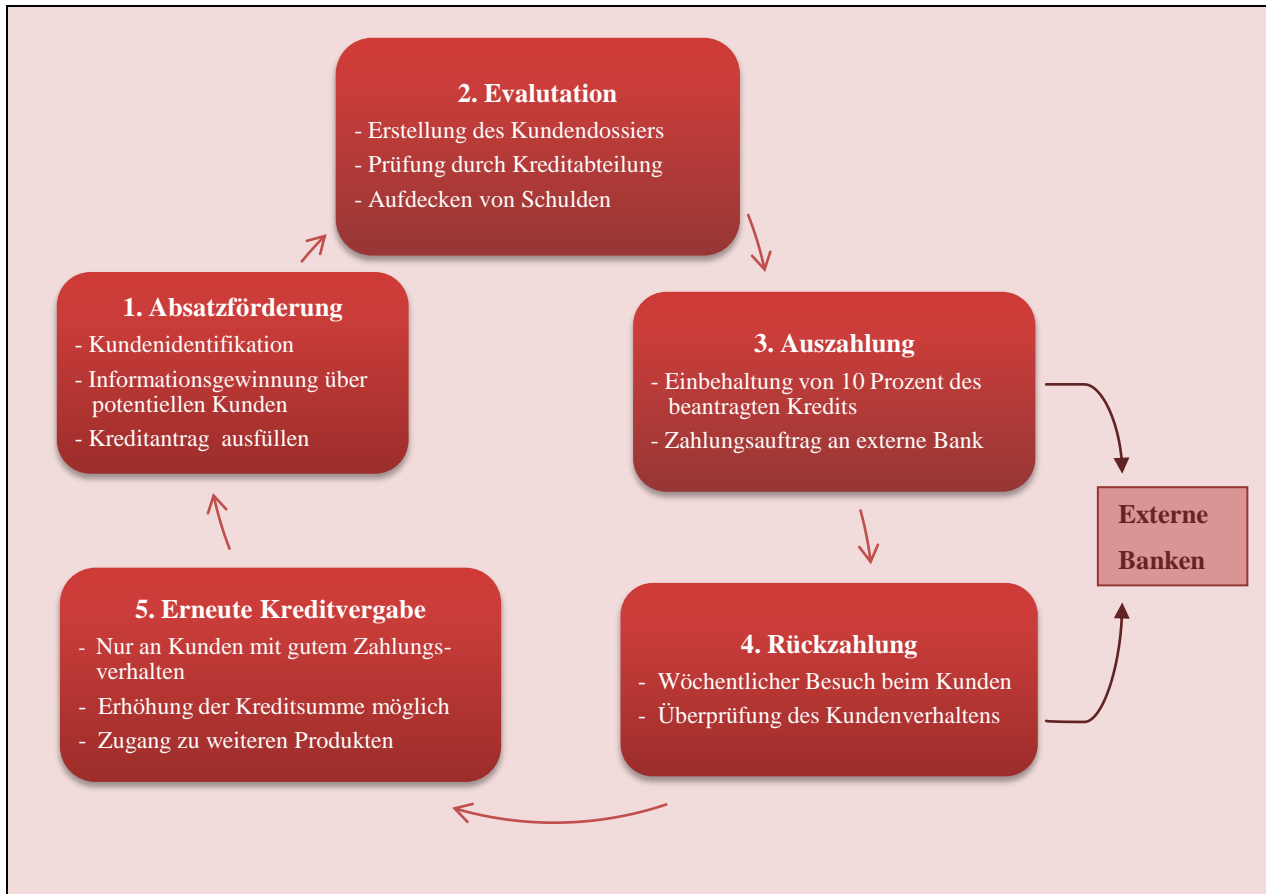 1. Absatzförderung
- Kundenidentifikation
- Informationsgewinnung über
potentiellen Kunden
- Kreditantrag ausfüllen
2. Evalutation
- Erstellung des Kundendossiers
- Prüfung durch Kreditabteilung
- Aufdecken von Schulden
3. Auszahlung
- Einbehaltung von 10 Prozent des
beantragten Kredits
- Zahlungsauftrag an externe Bank
4. Rückzahlung
- Wöchentlicher Besuch beim Kunden
- Überprüfung des Kundenverhaltens
5. Erneute Kreditvergabe
- Nur an Kunden mit gutem Zahlungs-
verhalten
- Erhöhung der Kreditsumme möglich
- Zugang zu weiteren Produkten
Externe
Banken